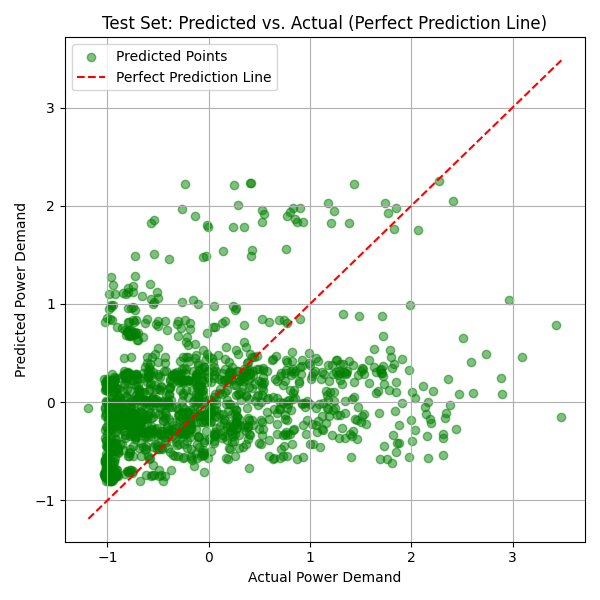 Test Set: Predicted vs. Actual (Perfect Prediction Line)
Predicted Points
Perfect Prediction Line
Predicted Power Demand
3
2
1
0
−1
−1 0 1 2 3
Actual Power Demand